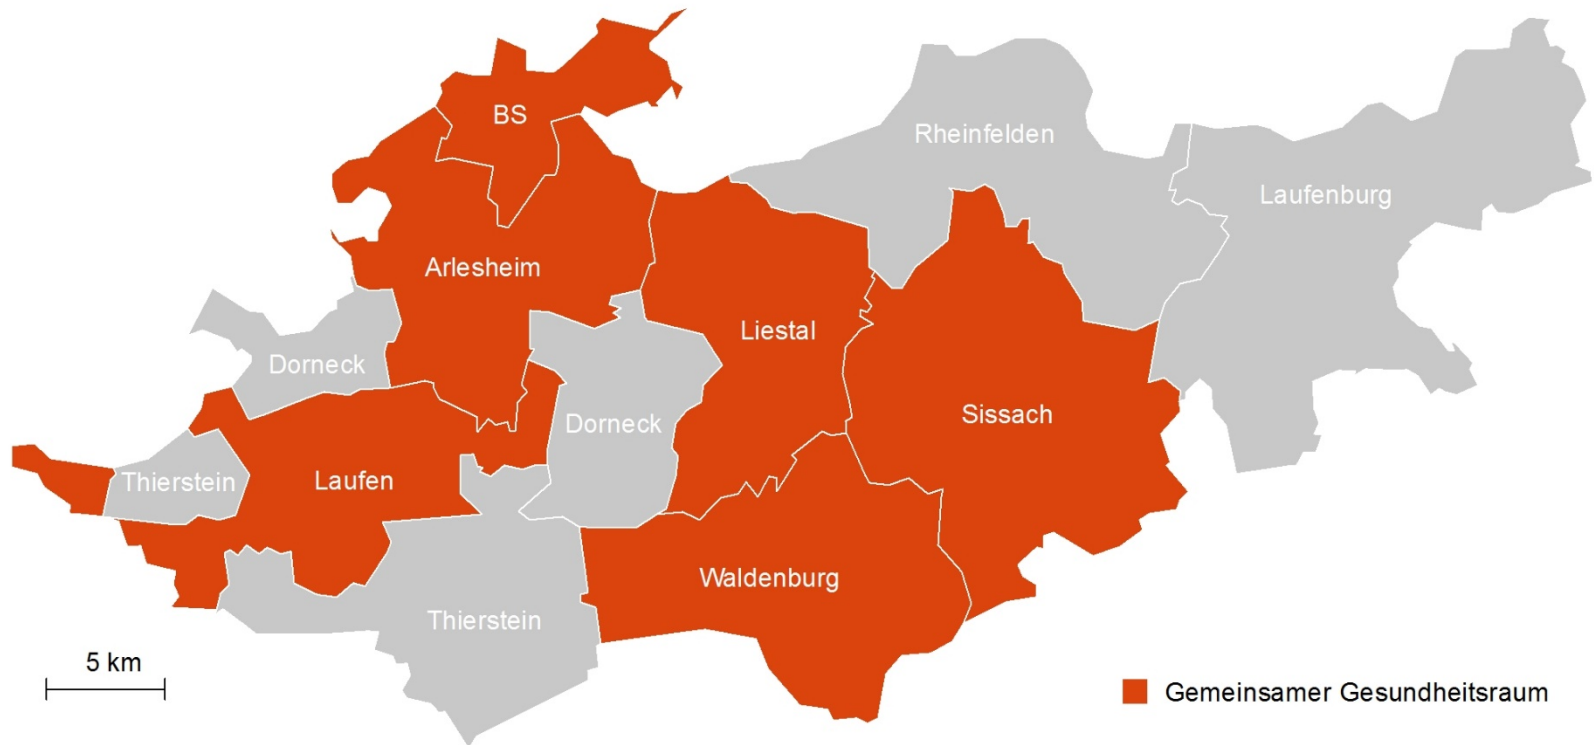 BS
Rheinfelden
Laufenburg
Arlesheim
Liestal
Dorneck
Sissach
Dorneck
Thierstein
Laufen
Waldenburg
Thierstein
5 km
Gemeinsamer Gesundheitsraum